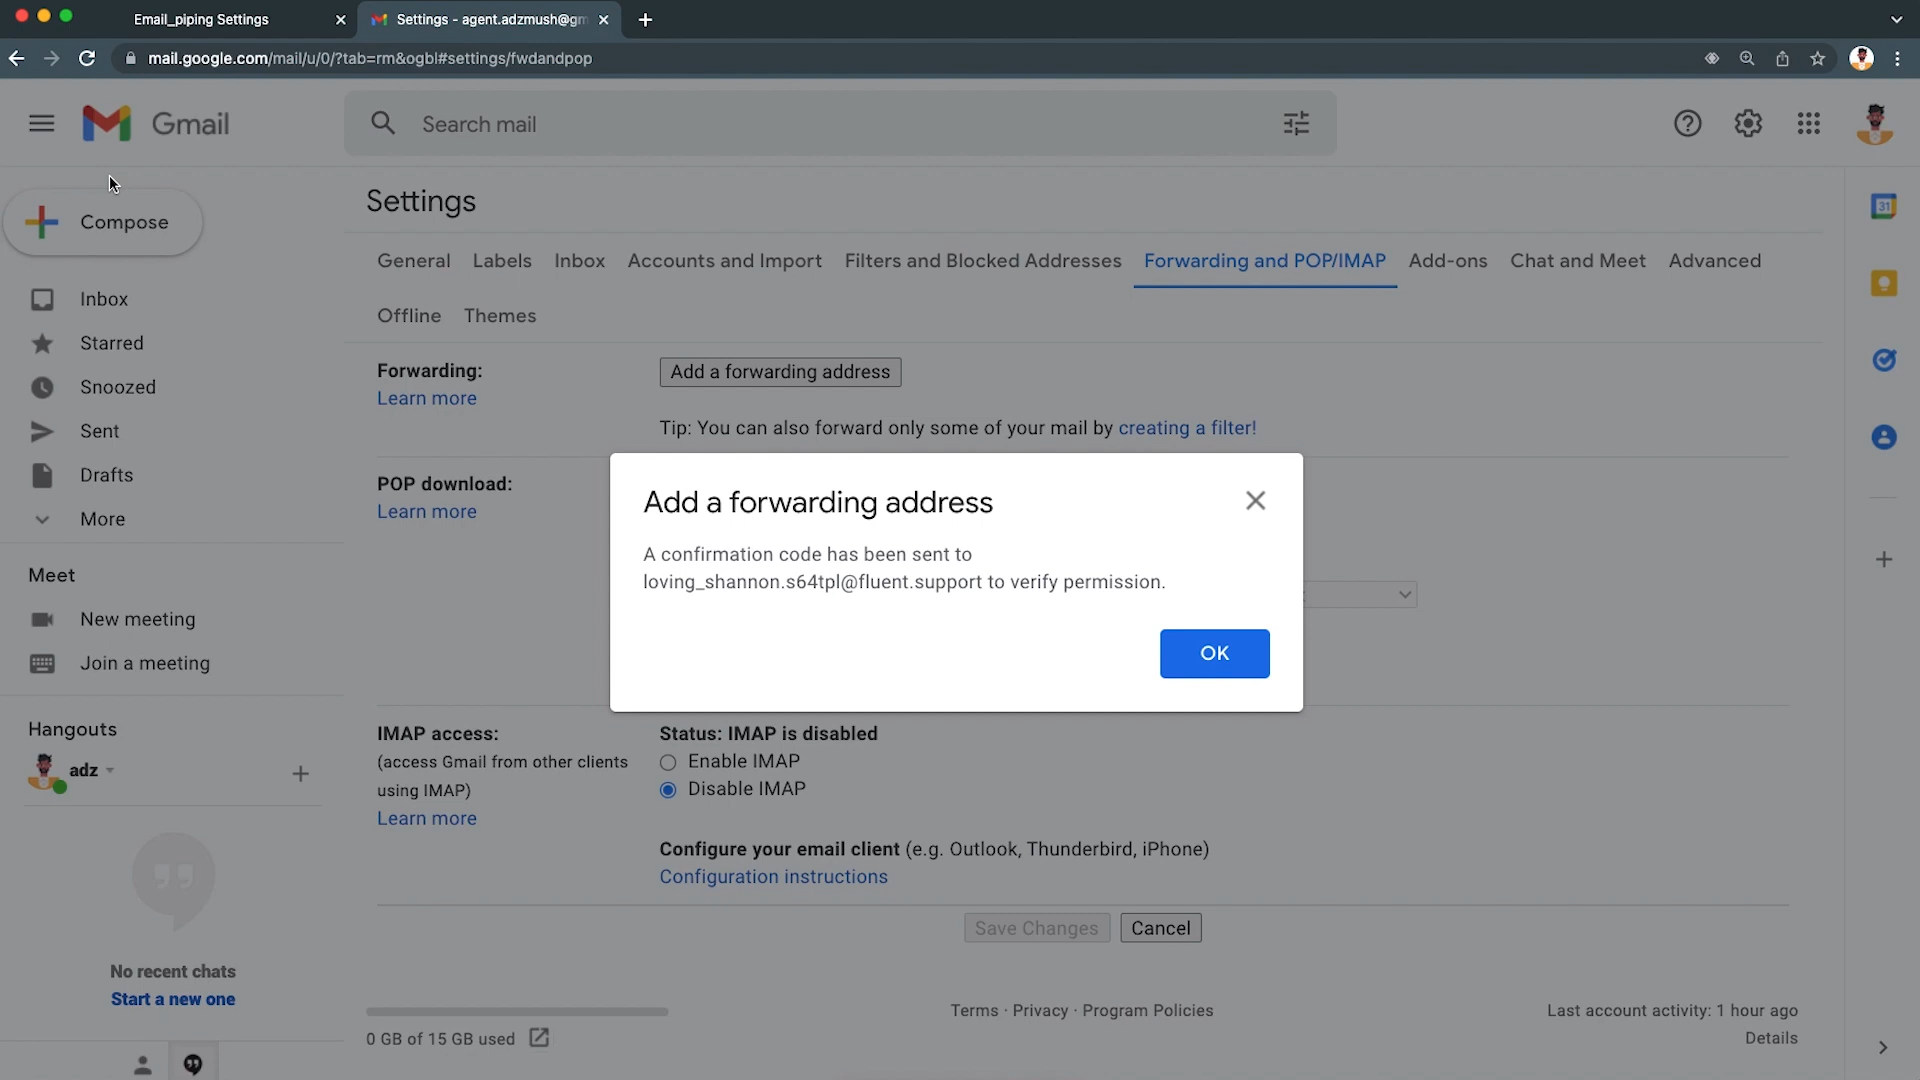 Email_piping Settings
Settings - agent.adzmush@gm
mail.google.com/mail/u/0/?tab=rm&ogbl#settings/fwdandpop
Gmail
Search mail
31
Compose
Inbox
Starred
Snoozed
Sent
Drafts
More
Meet
New meeting
Join a meeting
Hangouts
adz
No recent chats
Start a new one
Settings
General Labels Inbox Accounts and Import Filters and Blocked Addresses Forwarding and POP/IMAP Add-ons Chat and Meet Advanced
Offline Themes
Forwarding:
Learn more
Add a forwarding address
Tip: You can also forward only some of your mail by creating a filter!
POP download:
Learn more
Add a forwarding address
A confirmation code has been sent to
loving_shannon.s64tpl@fluent.support to verify permission.
OK
IMAP access:
(access Gmail from other clients
using IMAP)
Learn more
Status: IMAP is disabled
Enable IMAP
Disable IMAP
Configure your email client (e.g. Outlook, Thunderbird, iPhone)
Configuration instructions
Save Changes
Cancel
0 GB of 15 GB used
Terms · Privacy · Program Policies
Last account activity: 1 hour ago
Details